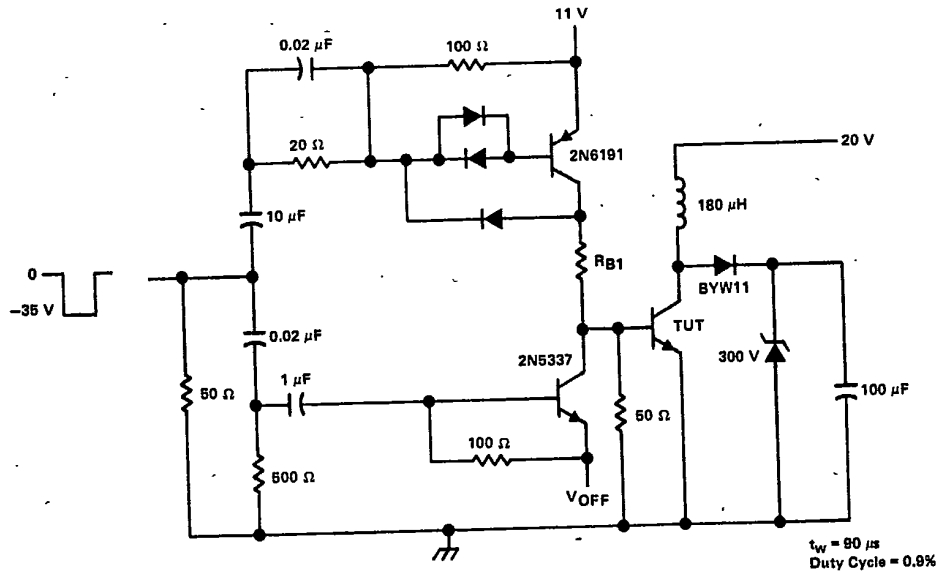 11 V
0.02 μF
100 Ω
20 Ω
2N6191
20 V
10 μF
180 μH
0
–35 V
RB1
BYW11
0.02 μF
TUT
2N5337
300 V
1 μF
50 Ω
50 Ω
100 μF
100 Ω
500 Ω
VOFF
tw = 90 μs
Duty Cycle = 0.9%